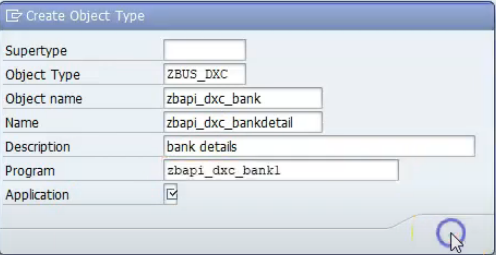 Create Object Type
Supertype
Object Type ZBUS_DXC
Object name zbapi_dxc_bank
Name zbapi_dxc_bankdetail
Description bank details
Program zbapi_dxc_bank1
Application